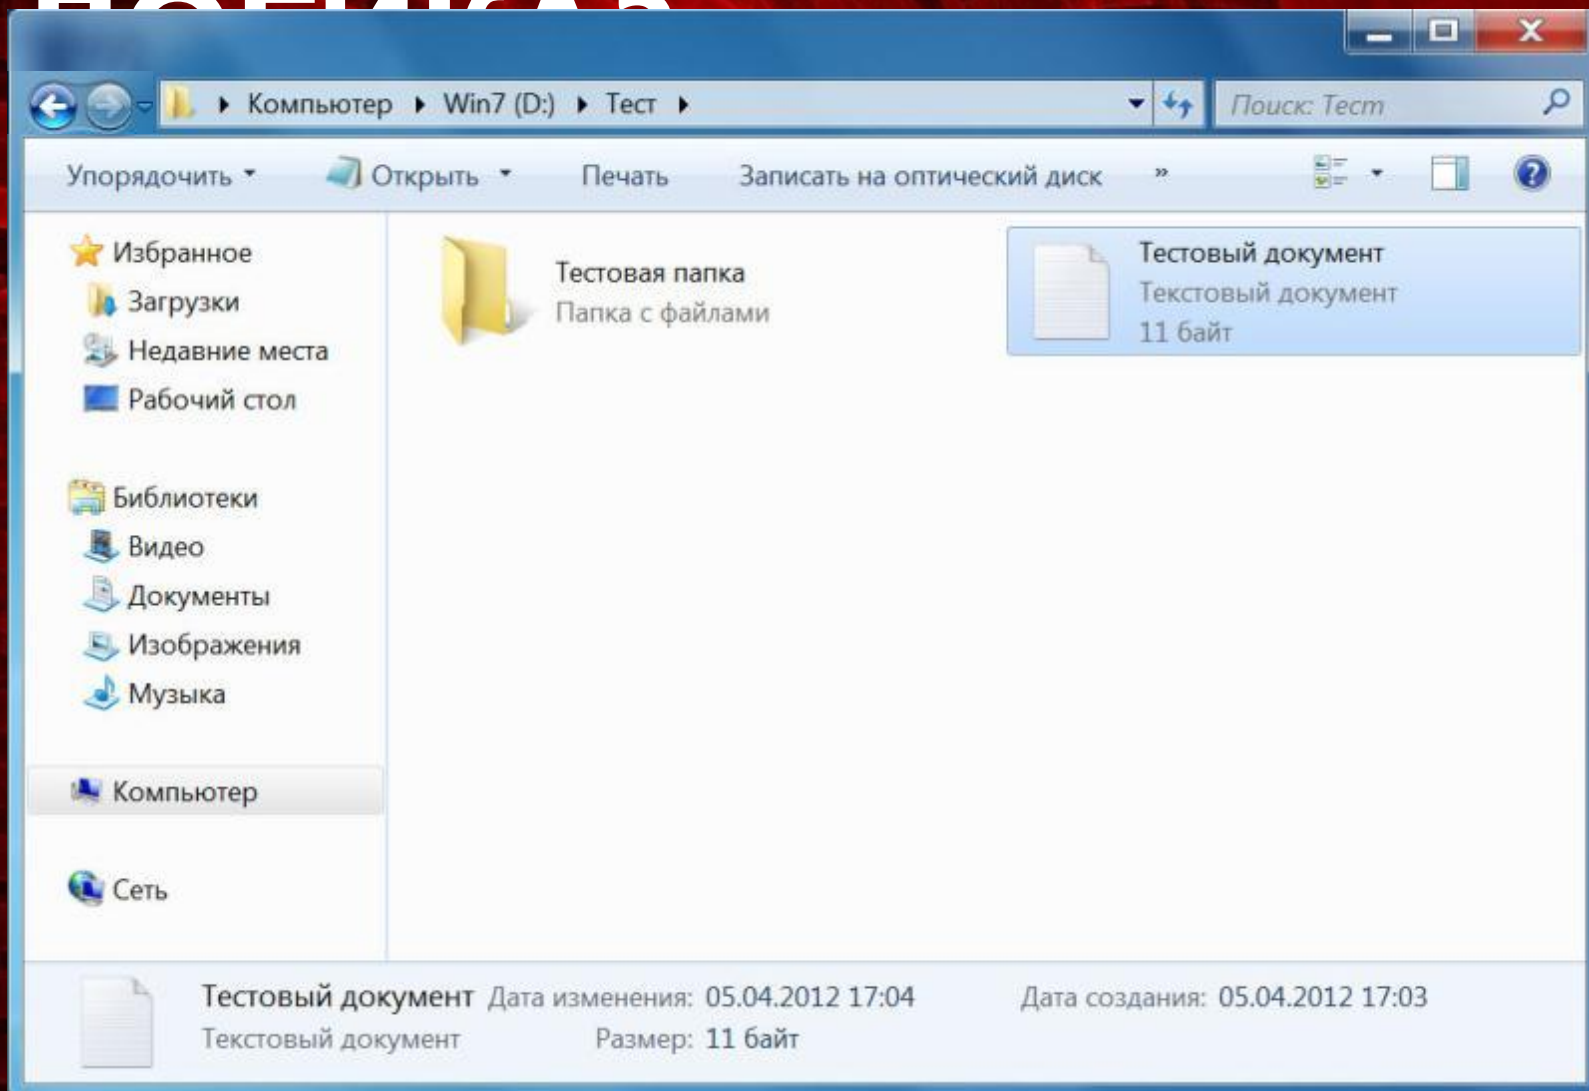 Компьютер Win7 (D:) Тест
Поиск: Тест
Упорядочить Открыть Печать Записать на оптический диск »
Избранное
Загрузки
Недавние места
Рабочий стол
Библиотеки
Видео
Документы
Изображения
Музыка
Компьютер
Сеть
Тестовая папка
Папка с файлами
Тестовый документ
Текстовый документ
11 байт
Тестовый документ Дата изменения: 05.04.2012 17:04 Дата создания: 05.04.2012 17:03
Текстовый документ Размер: 11 байт